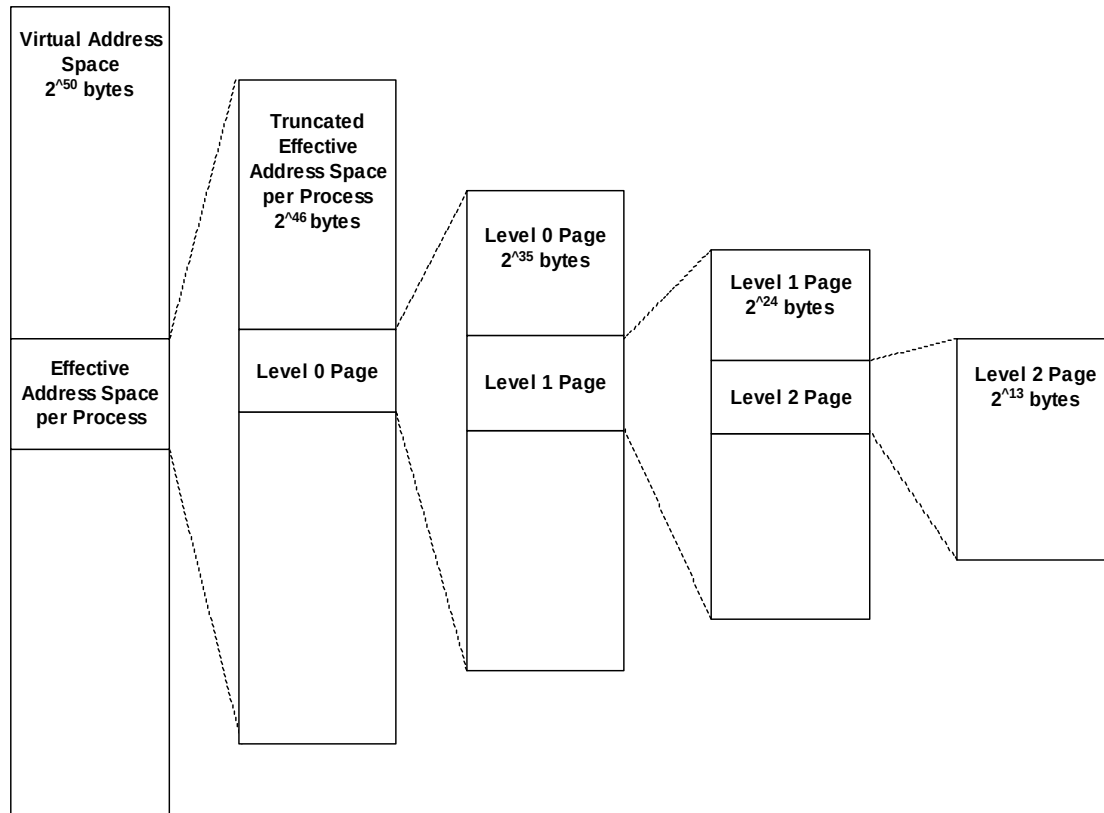 Virtual Address
Space
2^50 bytes
Effective
Address Space
per Process
Truncated
Effective
Address Space
per Process
2^46 bytes
Level 0 Page
Level 0 Page
2^35 bytes
Level 1 Page
Level 1 Page
2^24 bytes
Level 2 Page
Level 2 Page
2^13 bytes